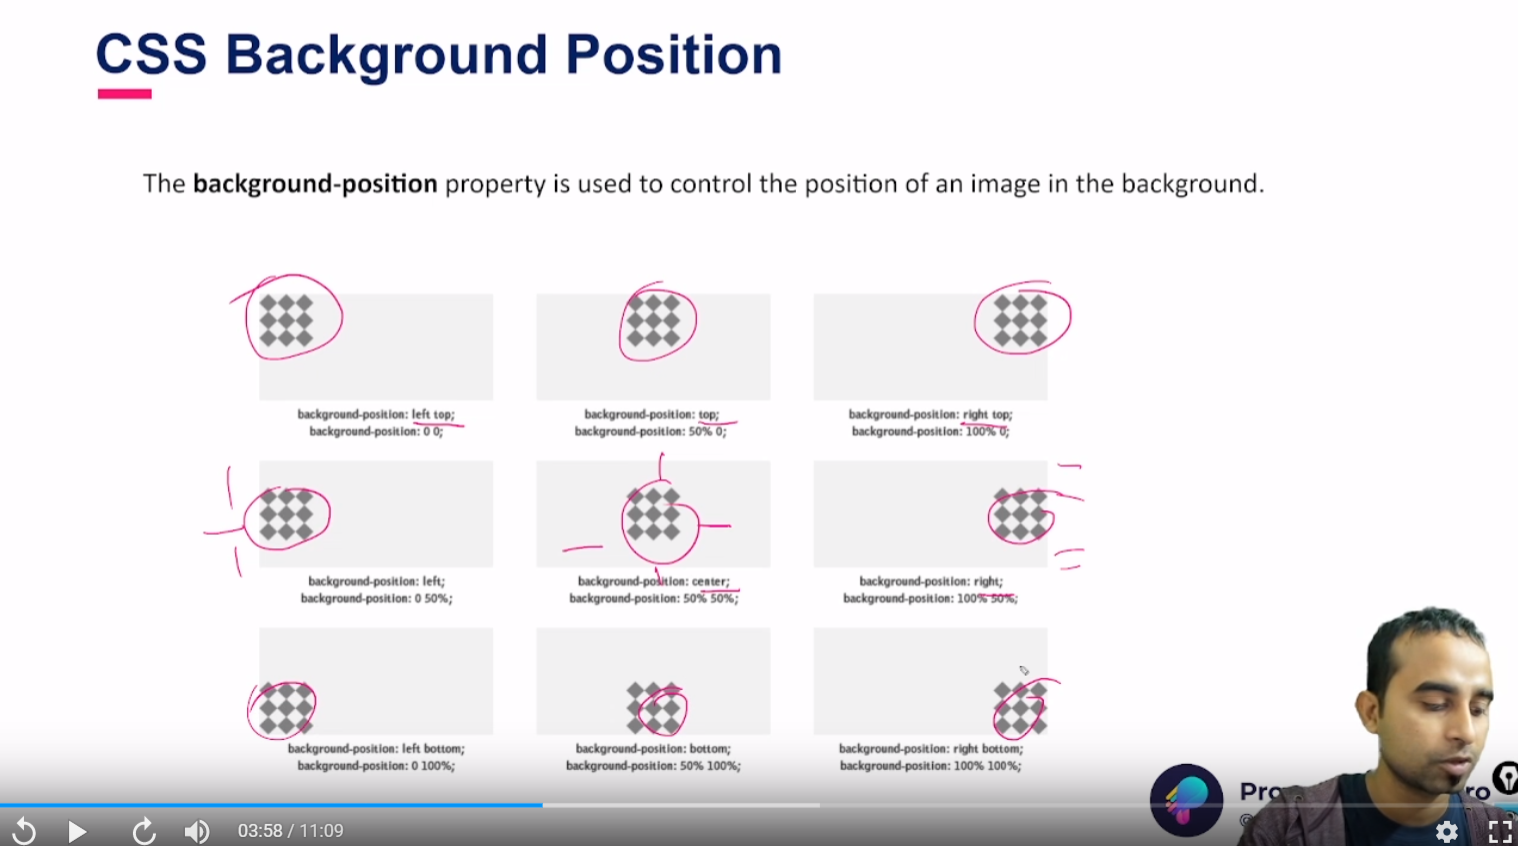 CSS Background Position
The background-position property is used to control the position of an image in the background.
background-position: left top;
background-position: 0 0;
background-position: top;
background-position: 50% 0;
background-position: right top;
background-position: 100% 0;
background-position: left;
background-position: 0 50%;
background-position: center;
background-position: 50% 50%;
background-position: right;
background-position: 100% 50%;
background-position: left bottom;
background-position: 0 100%;
background-position: bottom;
background-position: 50% 100%;
background-position: right bottom;
background-position: 100% 100%;
03:58 / 11:09